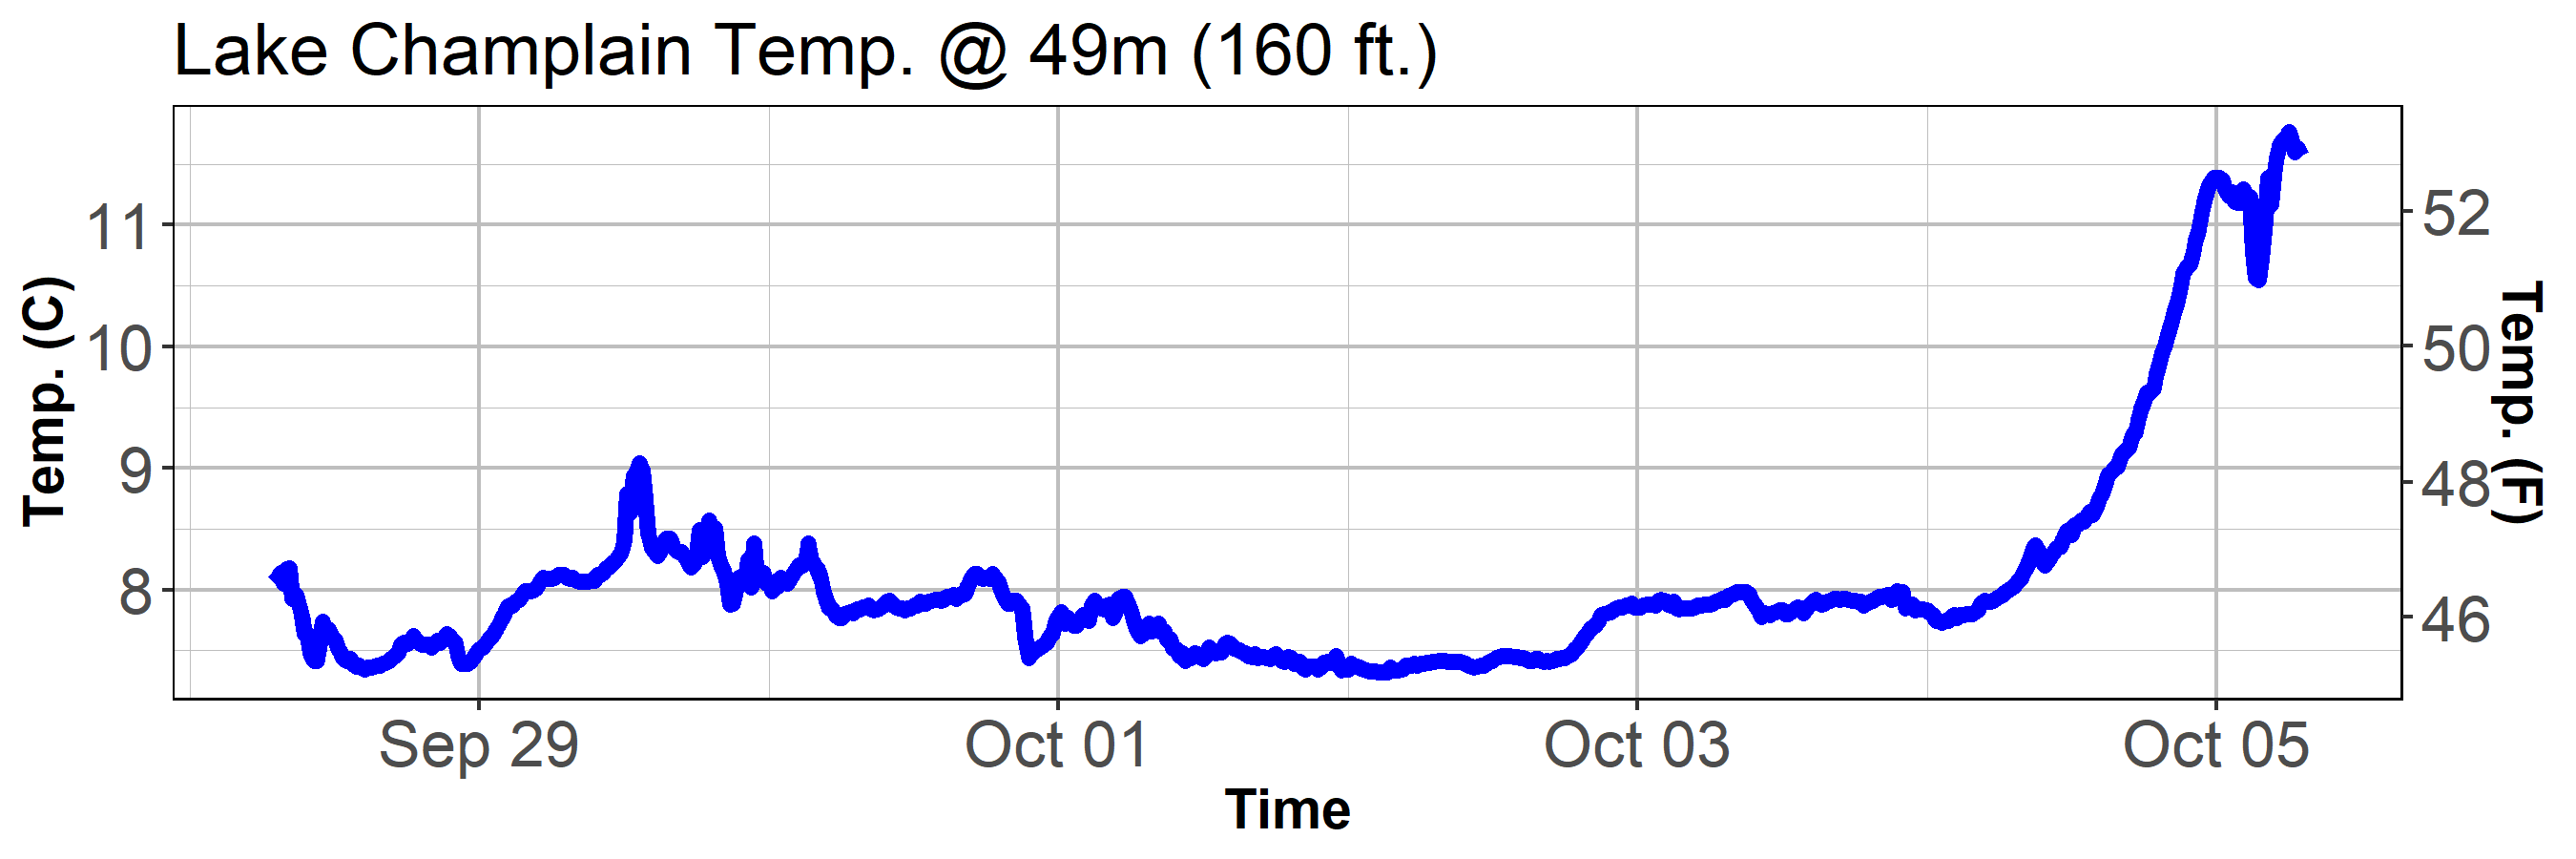 Lake Champlain Temp. @ 49m (160 ft.)
Temp. (C)
11
10
9
8
52
50
48
46
Temp. (F)
Sep 29 Oct 01 Oct 03 Oct 05
Time